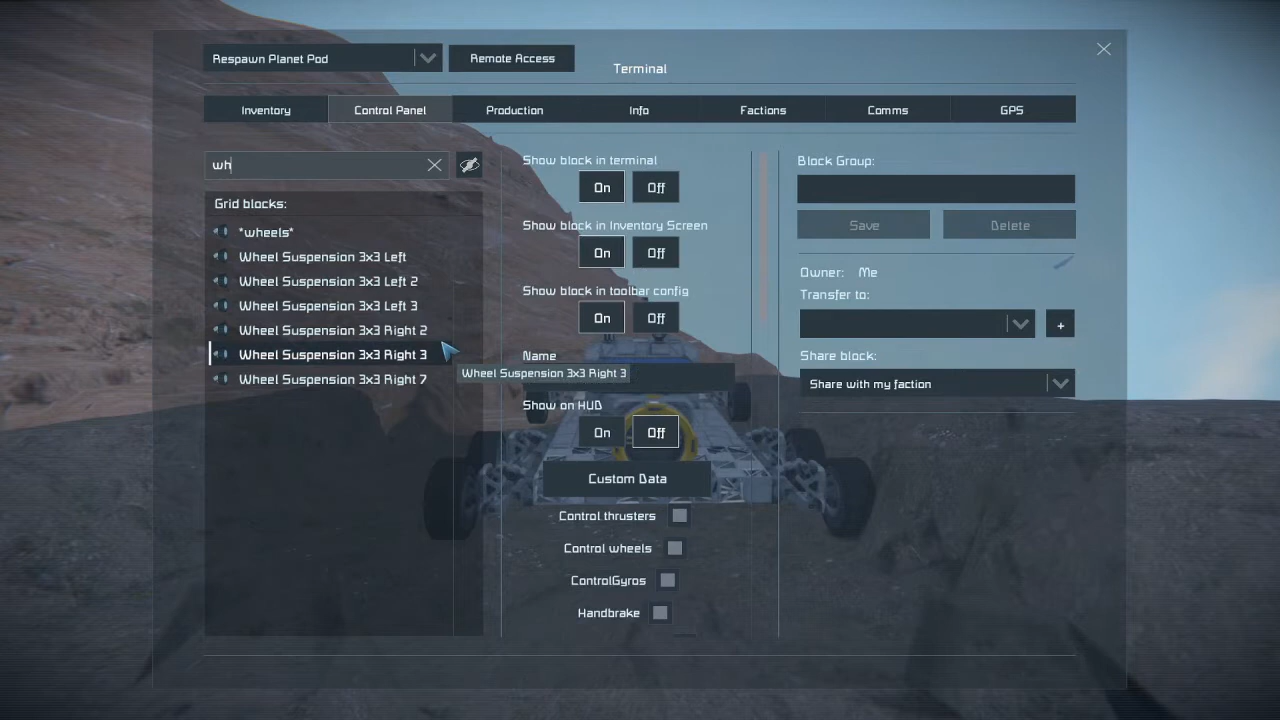 Respawn Planet Pod
Remote Access
Terminal
Inventory
Control Panel
Production
Info
Factions
Comms
GPS
wh
Grid blocks:
*wheels*
Wheel Suspension 3x3 Left
Wheel Suspension 3x3 Left 2
Wheel Suspension 3x3 Left 3
Wheel Suspension 3x3 Right 2
Wheel Suspension 3x3 Right 3
Wheel Suspension 3x3 Right 7
Wheel Suspension 3x3 Right 3
Show block in terminal
On Off
Show block in Inventory Screen
On Off
Show block in toolbar config
On Off
Name
Show on HUD
On Off
Custom Data
Control thrusters
Control wheels
ControlGyros
Handbrake
Block Group:
Save Delete
Owner: Me
Transfer to:
+
Share block:
Share with my faction